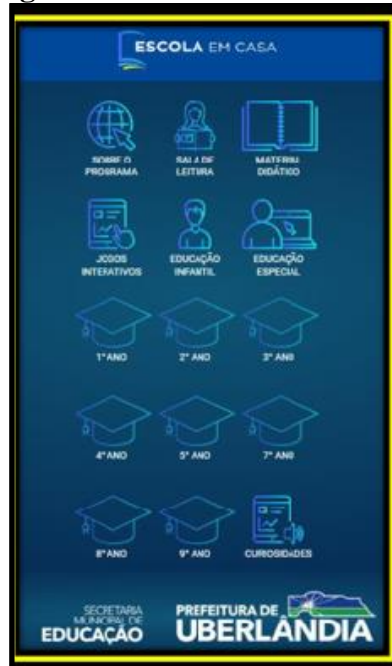 ESCOLA EM CASA
SOBRE O
PROGRAMA
SALA DE
LEITURA
MATERIAL
DIDÁTICO
JOGOS
INTERATIVOS
EDUCAÇÃO
INFANTIL
EDUCAÇÃO
ESPECIAL
1º ANO
2º ANO
3º ANO
4º ANO
5º ANO
7º ANO
8º ANO
9º ANO
CURIOSIDADES
SECRETARIA
MUNICIPAL DE
EDUCAÇÃO
PREFEITURA DE
UBERLÂNDIA